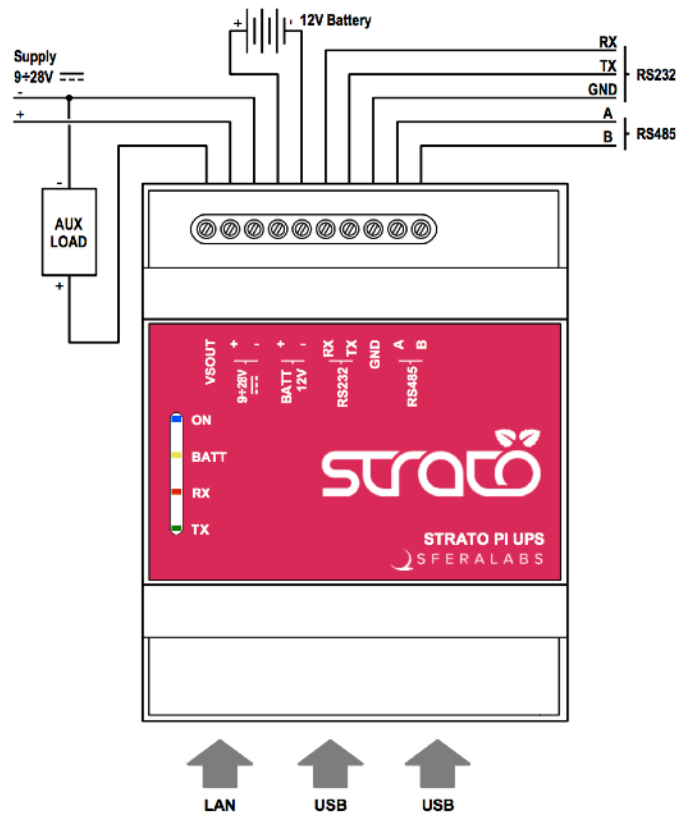 12V Battery
Supply
9÷28V
-
+
+
-
RX
TX
GND
RS232
A
B
RS485
-
AUX
LOAD
+
VSOUT
+
-
9÷28V
+
-
BATT
12V
RX
TX
RS232
GND
A
B
RS485
ON
BATT
RX
TX
strato
STRATO PI UPS
SFERALABS
LAN
USB
USB